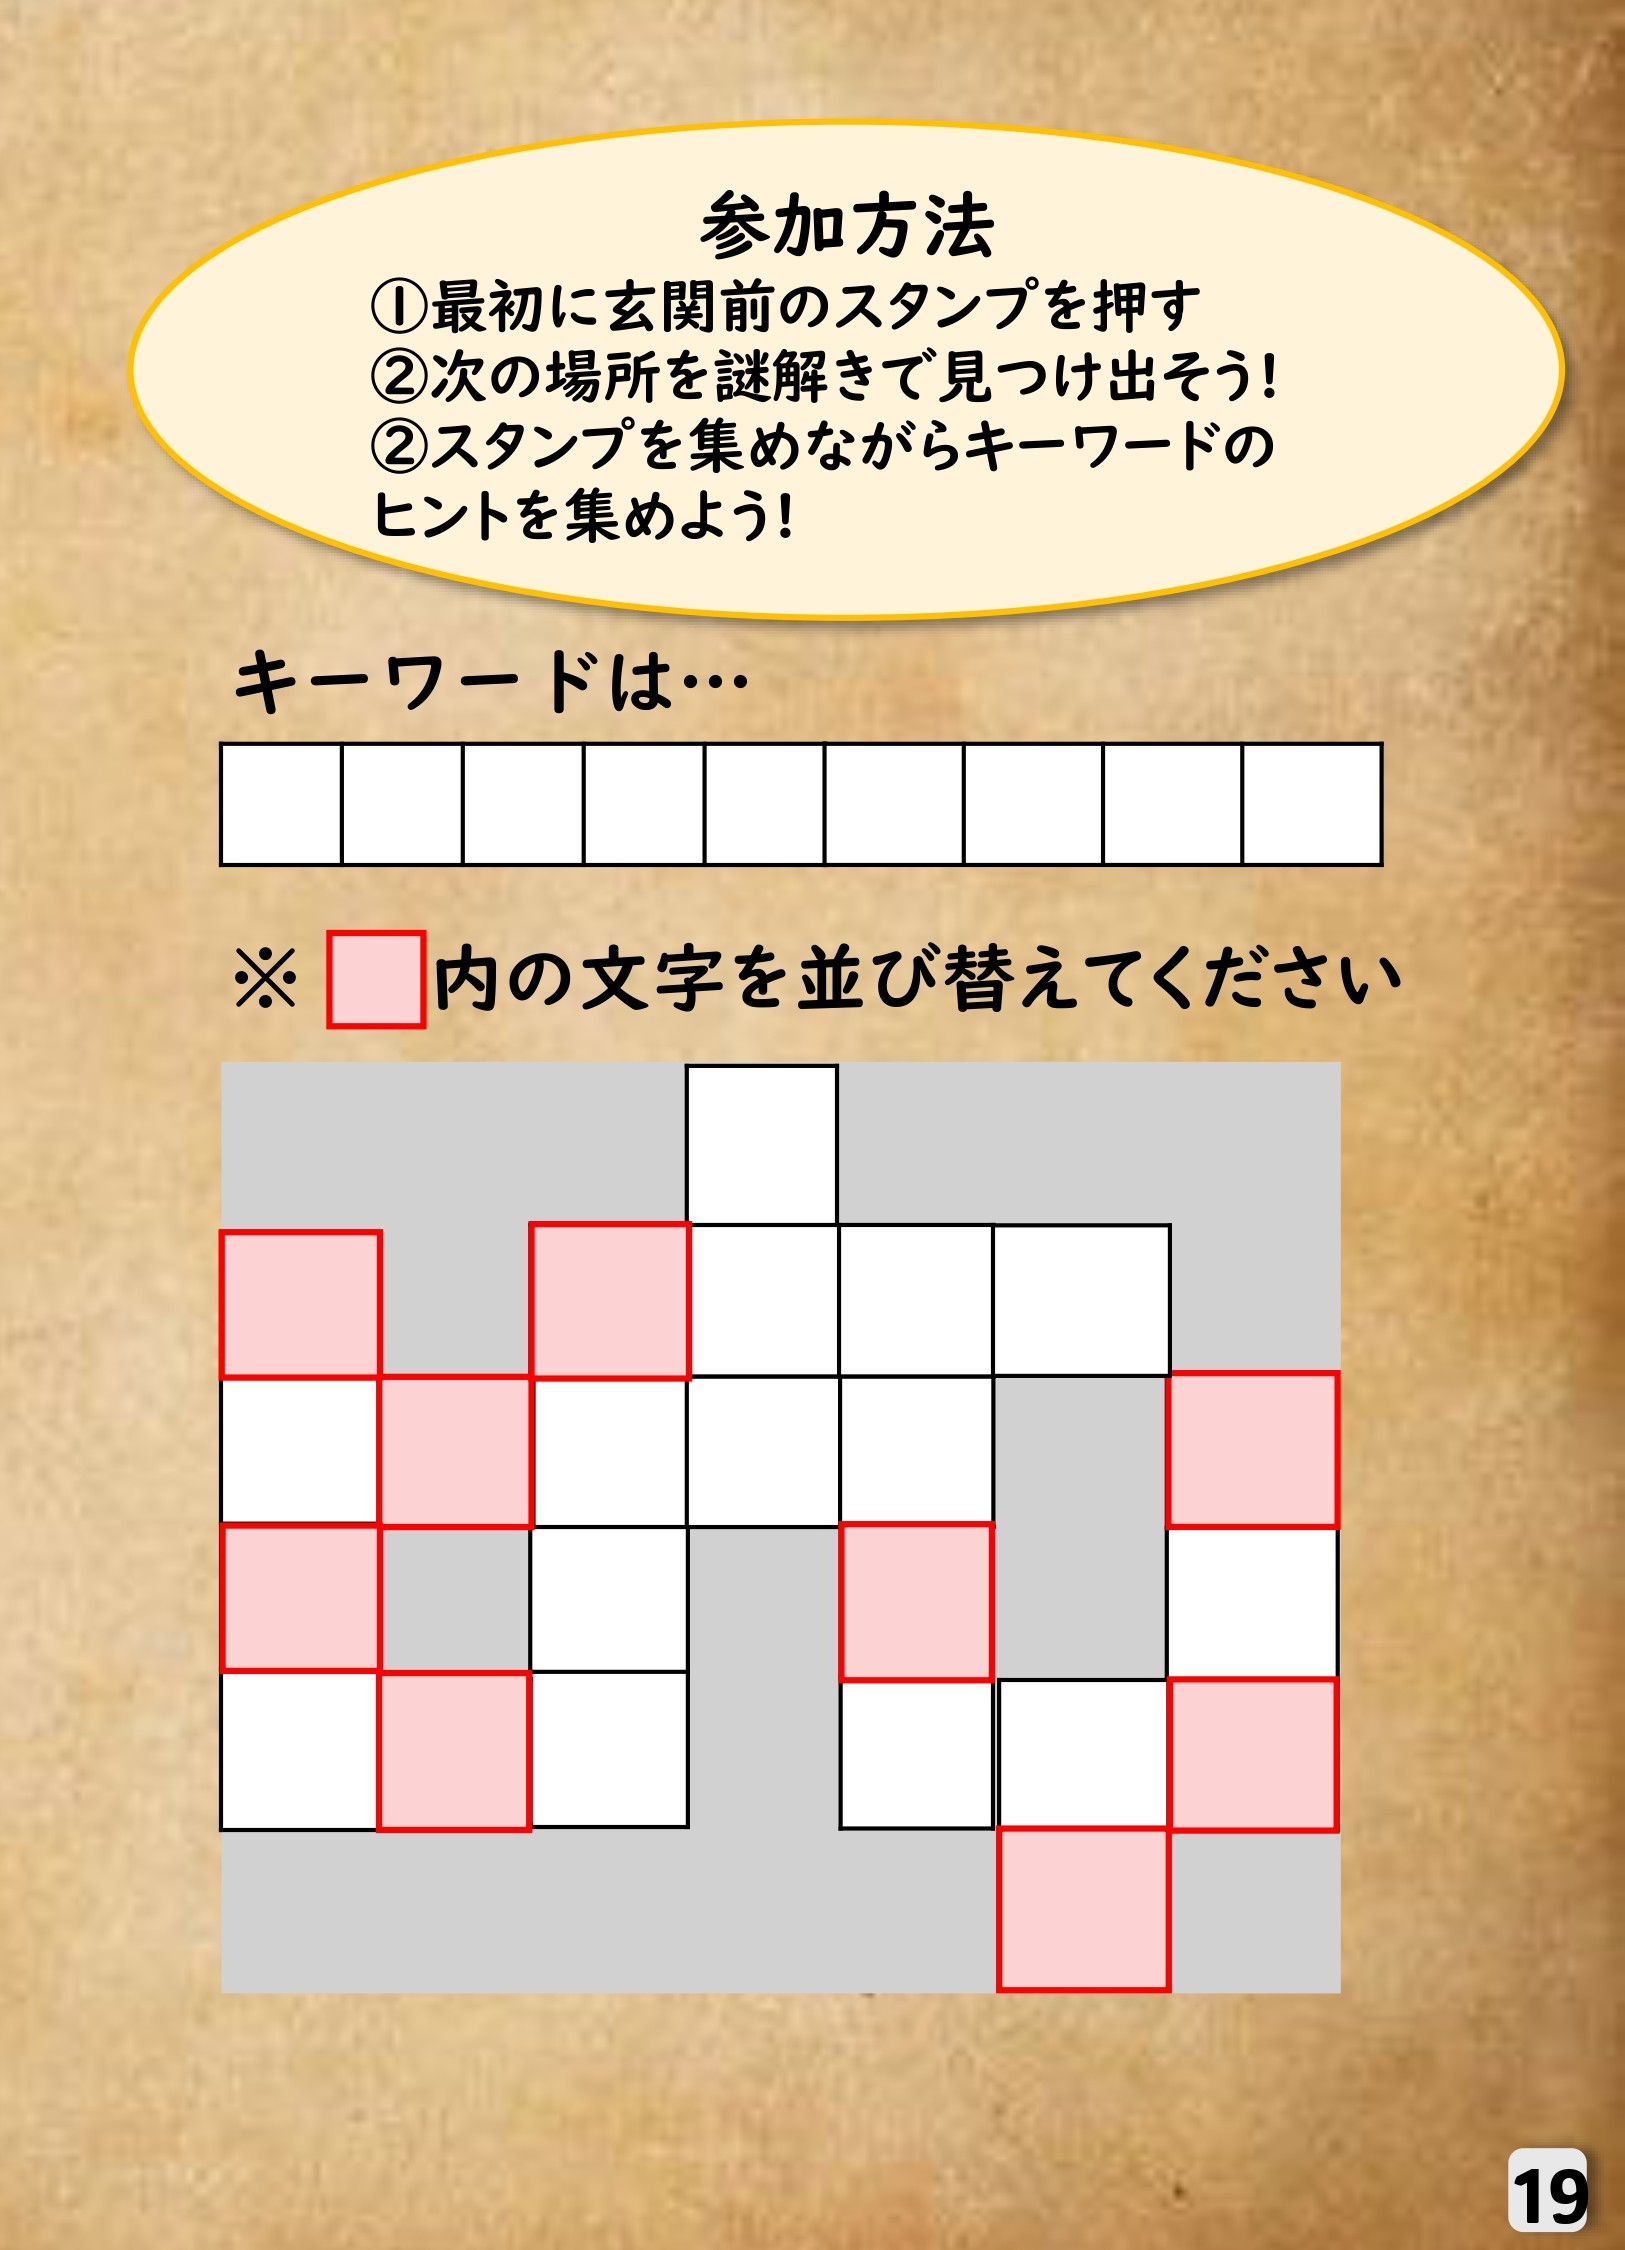 参加方法
①最初に玄関前のスタンプを押す
②次の場所を謎解きで見つけ出そう!
②スタンプを集めながらキーワードの
ヒントを集めよう!
キーワードは…
※ 内の文字を並び替えてください
19